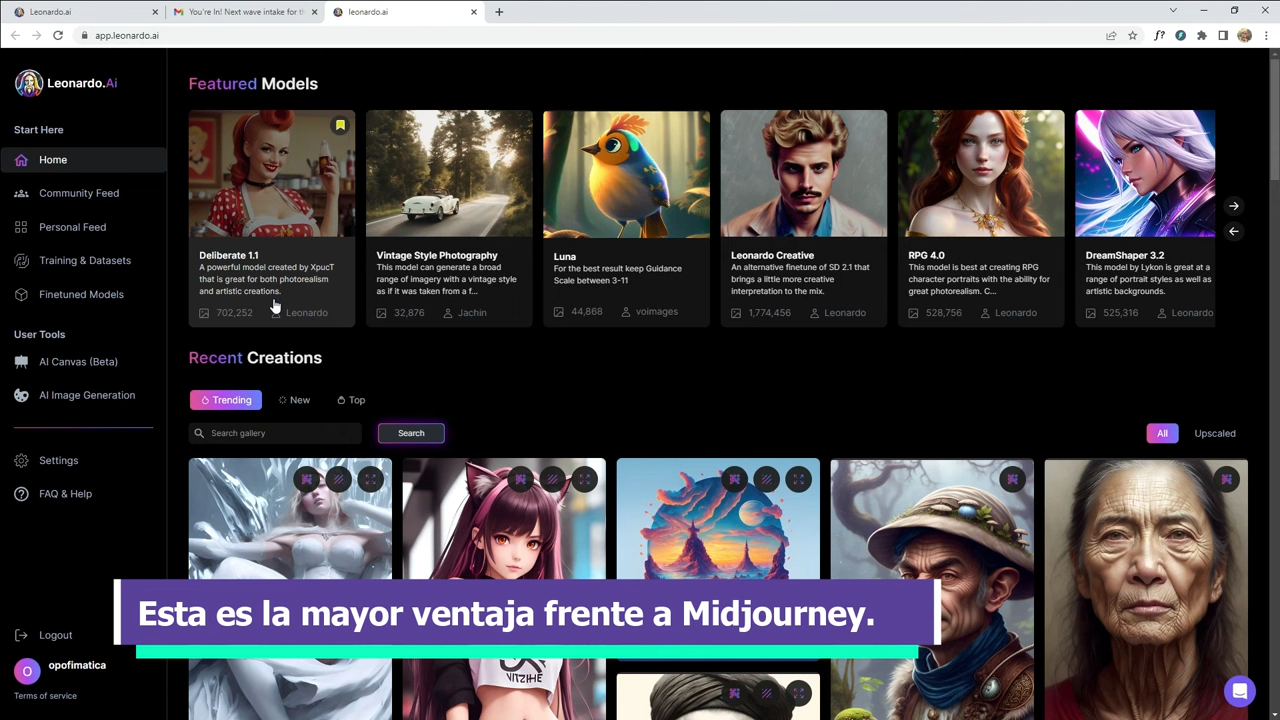 Leonardo.ai
You're In! Next wave intake for th
leonardo.ai
app.leonardo.ai
Leonardo.Ai
Start Here
Home
Community Feed
Personal Feed
Training & Datasets
Finetuned Models
User Tools
AI Canvas (Beta)
AI Image Generation
Settings
FAQ & Help
Logout
O
opofimatica
Terms of service
Featured Models
Deliberate 1.1
A powerful model created by XpucT
that is great for both photorealism
and artistic creations.
702,252 Leonardo
Vintage Style Photography
This model can generate a broad
range of imagery with a vintage style
as if it was taken from a f...
32,876 Jachin
Luna
For the best result keep Guidance
Scale between 3-11
44,868 voimages
Leonardo Creative
An alternative finetune of SD 2.1 that
brings a little more creative
interpretation to the mix.
1,774,456 Leonardo
RPG 4.0
This model is best at creating RPG
character portraits with the ability for
great photorealism. C...
528,756 Leonardo
DreamShaper 3.2
This model by Lykon is great at a
range of portrait styles as well as
artistic backgrounds.
525,316 Leonardo
Recent Creations
Trending New Top
Search gallery Search
All Upscaled
Esta es la mayor ventaja frente a Midjourney.